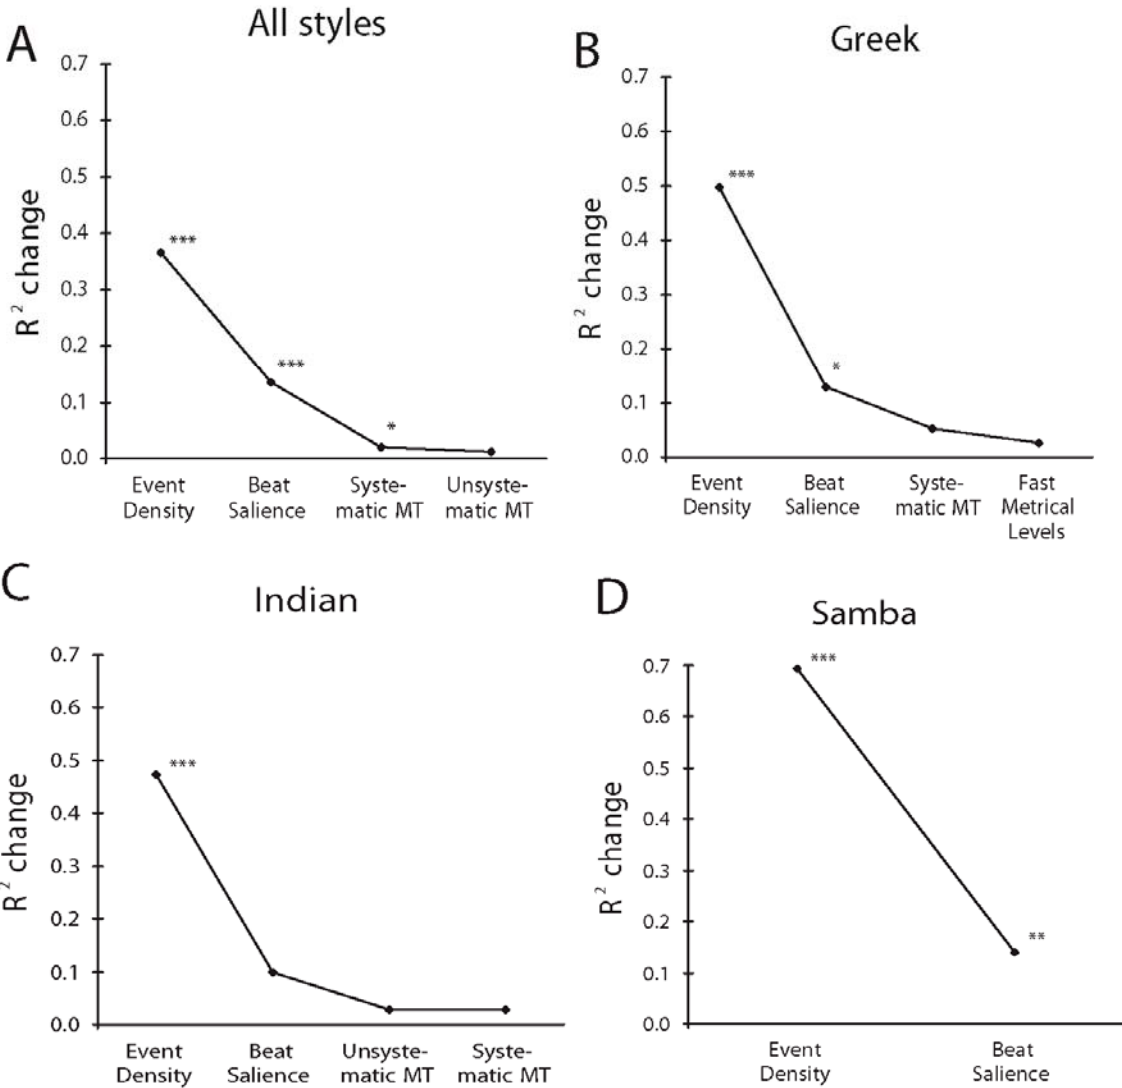 A
All styles
0.7
0.6
0.5
0.4
0.3
0.2
0.1
0.0
R² change
***
***
*
Event
Density
Beat
Salience
Syste-
matic MT
Unsyste-
matic MT
B
Greek
0.7
0.6
0.5
0.4
0.3
0.2
0.1
0.0
R² change
***
*
Event
Density
Beat
Salience
Syste-
matic MT
Fast
Metrical
Levels
C
Indian
0.7
0.6
0.5
0.4
0.3
0.2
0.1
0.0
R² change
***
Event
Density
Beat
Salience
Unsyste-
matic MT
Syste-
matic MT
D
Samba
0.7
0.6
0.5
0.4
0.3
0.2
0.1
0.0
R² change
***
**
Event
Density
Beat
Salience